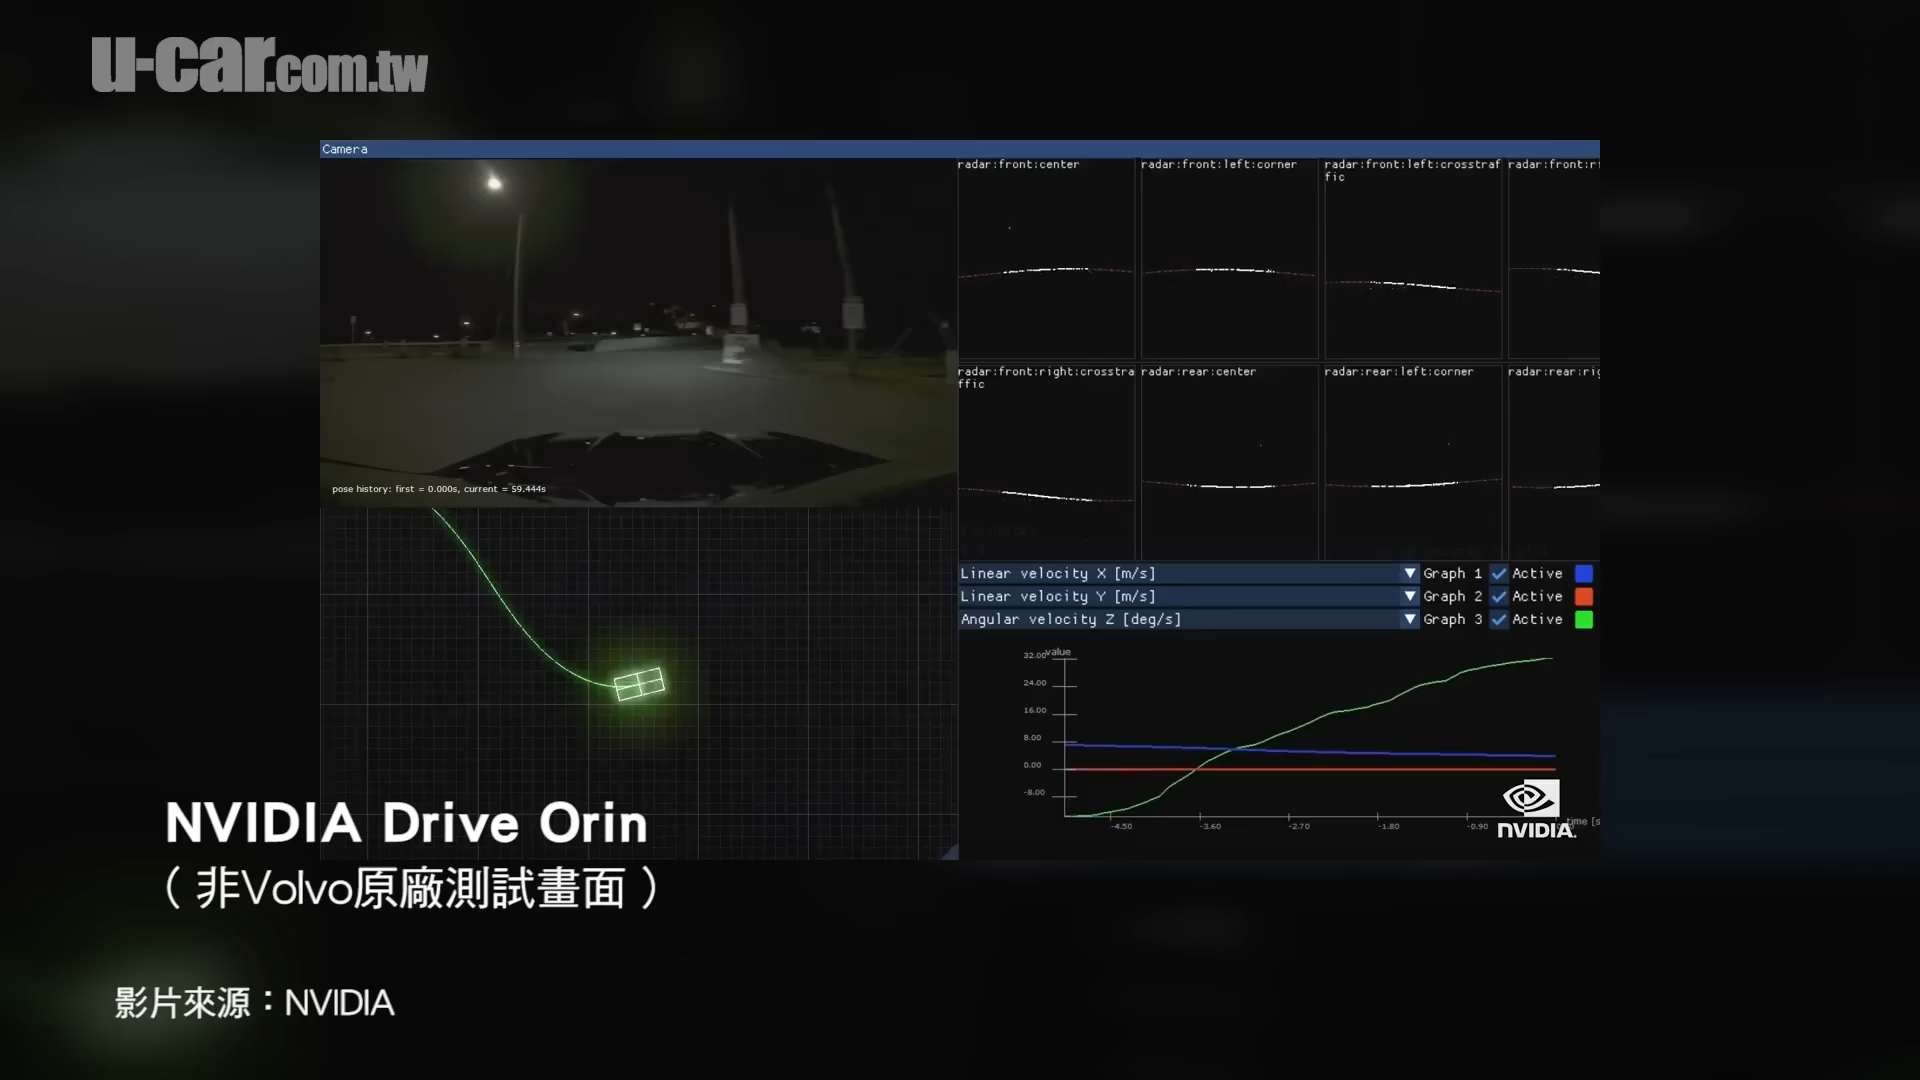 u-car.com.tw
Camera
radar:front:center
radar:front:left:corner
radar:front:left:crosstraf
fic
radar:front:ri
pose history: first = 0.000s, current = 59.444s
radar:front:right:crosstra
ffic
radar:rear:center
radar:rear:left:corner
radar:rear:rig
Linear velocity X [m/s]
Graph 1
Active
Linear velocity Y [m/s]
Graph 2
Active
Angular velocity Z [deg/s]
Graph 3
Active
value
32.00
24.00
16.00
8.00
0.00
-8.00
-4.50
-3.60
-2.70
-1.80
-0.90
time [s
NVIDIA.
NVIDIA Drive Orin
（非Volvo原廠測試畫面）
影片來源：NVIDIA